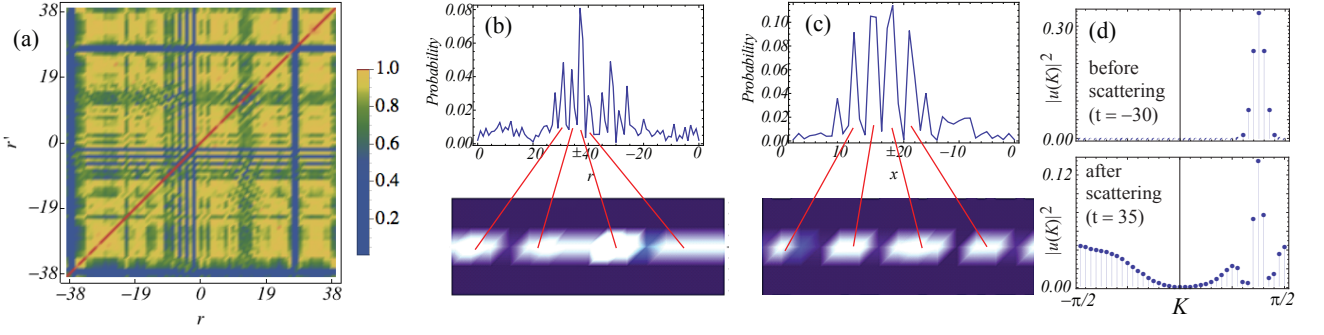 (a)
38
19
0
−19
−38
r'
−38
−19
0
19
38
r
1.0
0.8
0.6
0.4
0.2
(b)
Probability
0.08
0.06
0.04
0.02
0.00
0
20
±40
−20
0
r
(c)
Probability
0.10
0.08
0.06
0.04
0.02
0.00
0
10
±20
−10
0
x
(d)
|u(K)|²
0.30
0.00
before
scattering
(t = −30)
|u(K)|²
0.12
0.00
after
scattering
(t = 35)
−π/2
K
π/2